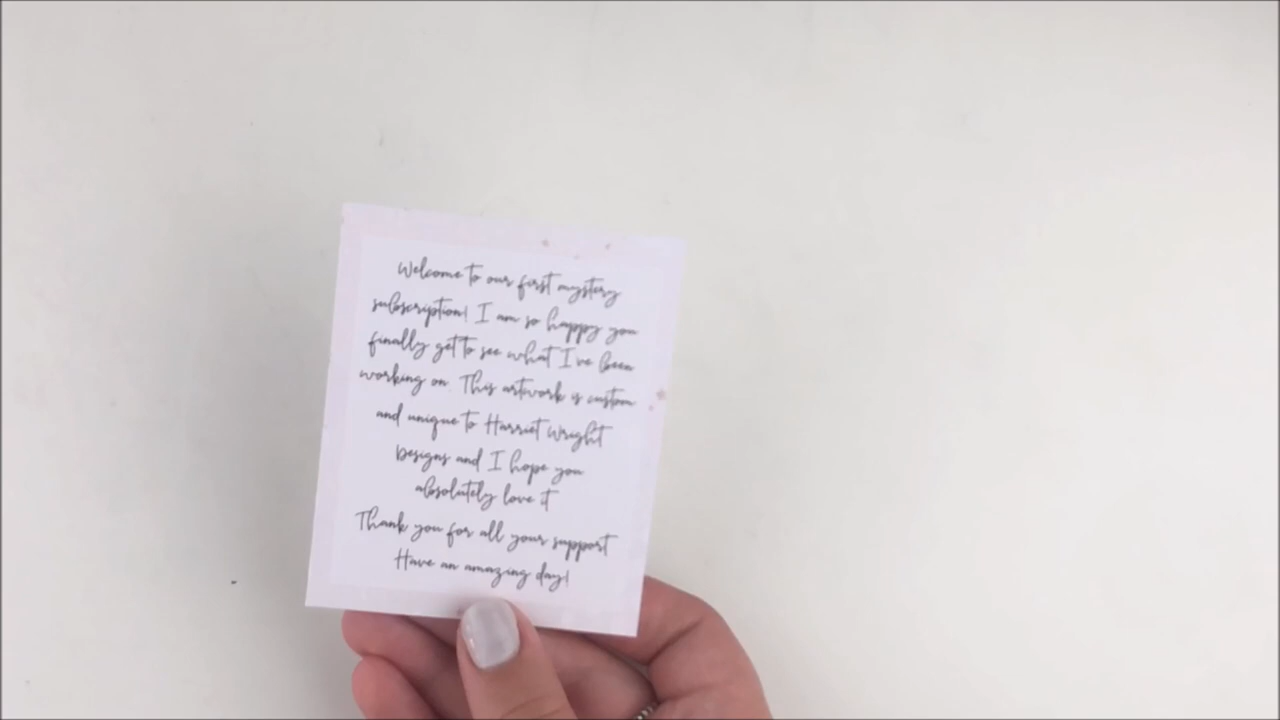 Welcome to our first mystery
subscription! I am so happy you
finally get to see what I've been
working on. This artwork is custom
and unique to Harriet Wright
Designs and I hope you
absolutely love it
Thank you for all your support
Have an amazing day!